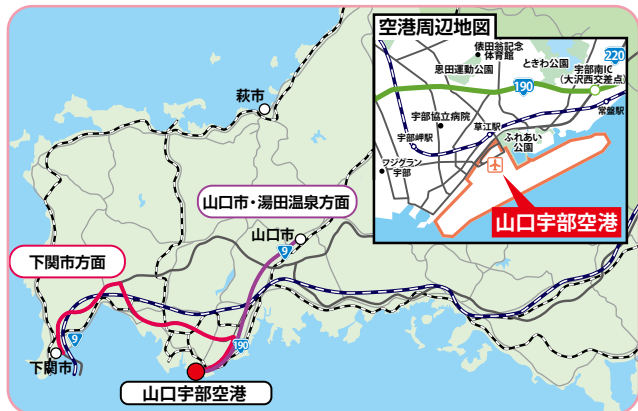 空港周辺地図
俵田翁記念
体育館
恩田運動公園
ときわ公園
220
190
宇部南IC
(大沢西交差点)
常盤駅
宇部協立病院
草江駅
宇部岬駅
ふれあい
公園
フジグラン
宇部
山口宇部空港
萩市
山口市・湯田温泉方面
山口市
9
下関市方面
9
下関市
190
山口宇部空港